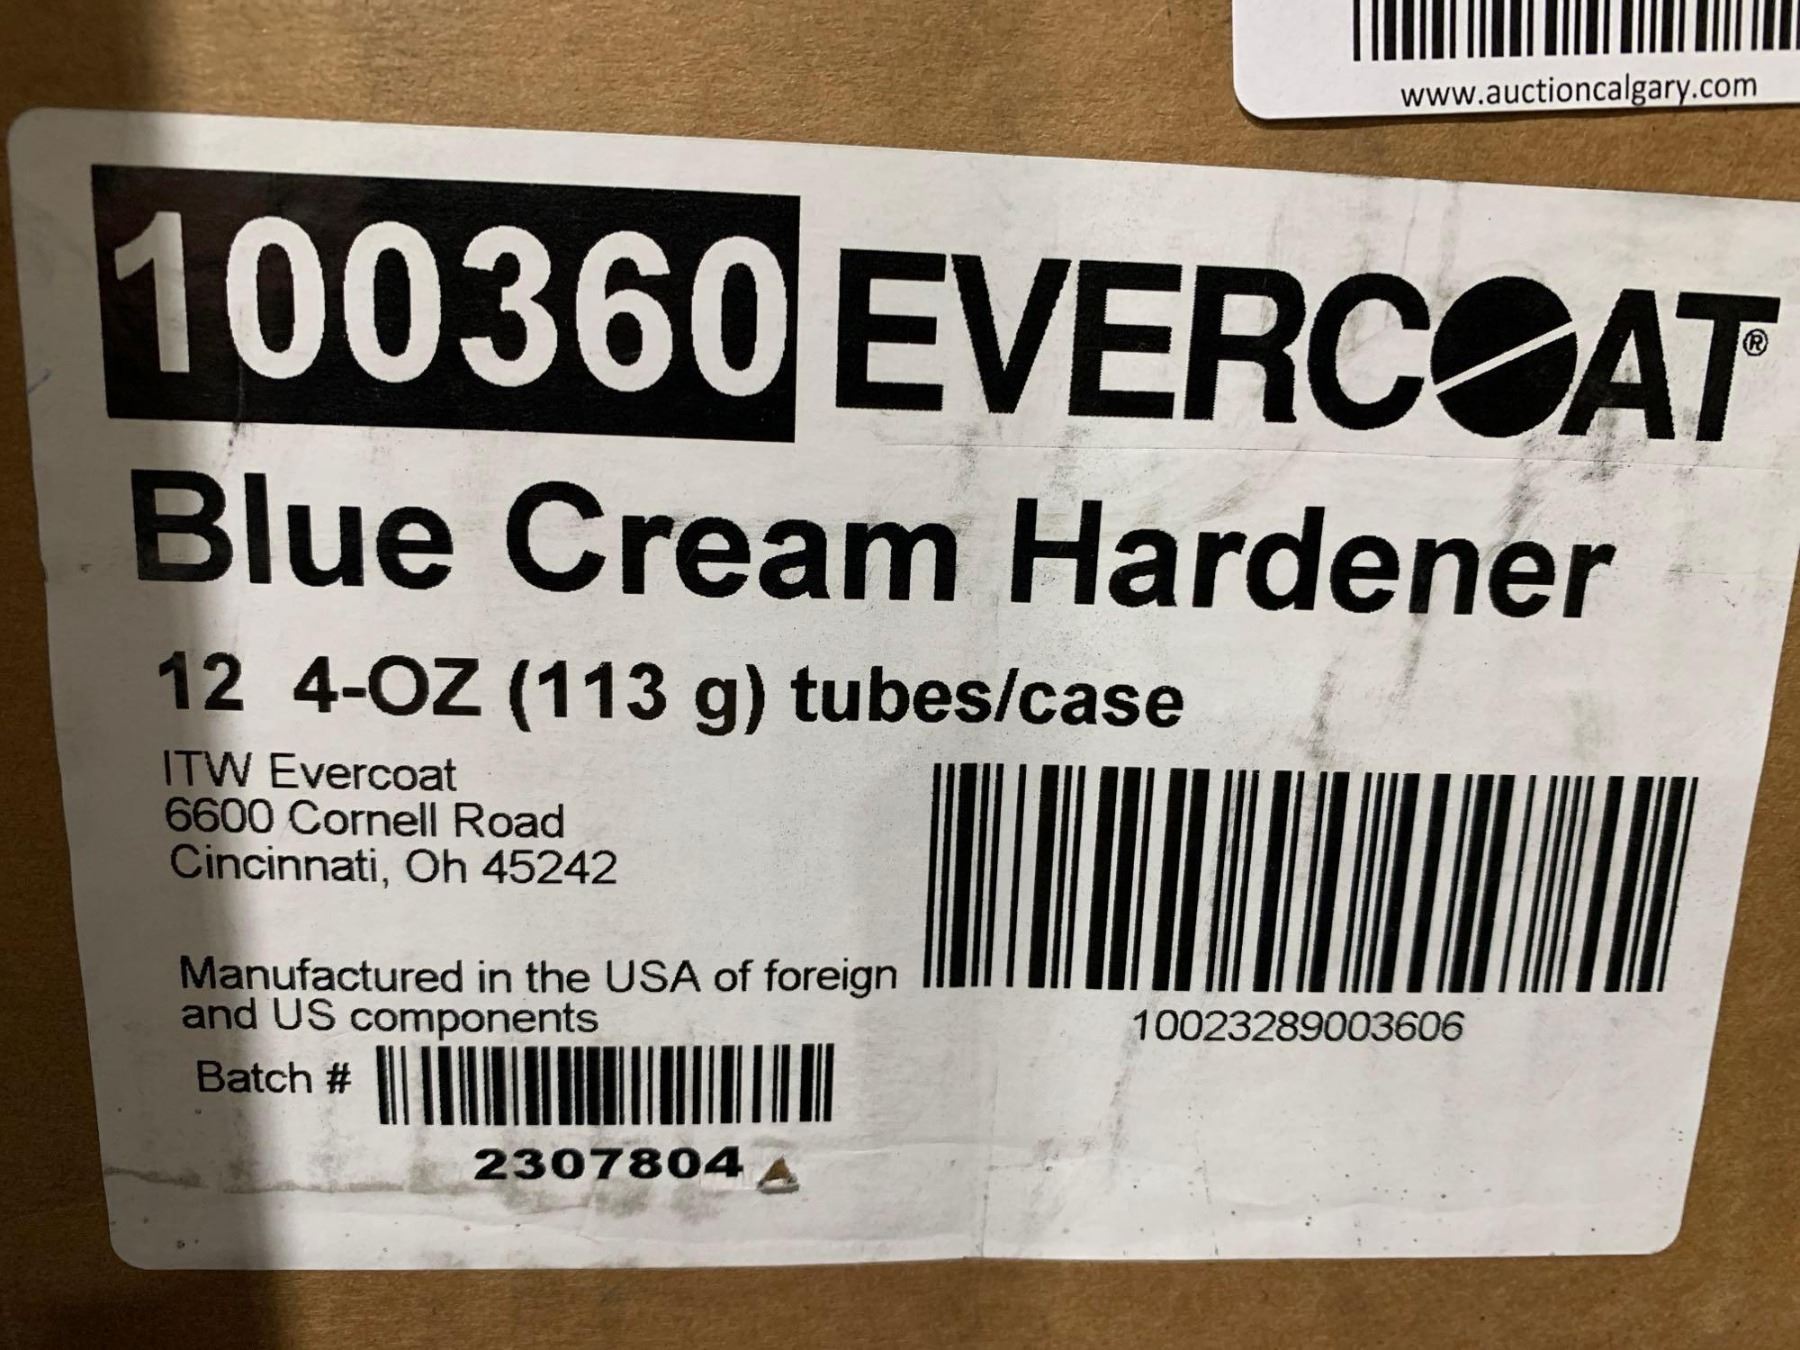 www.auctioncalgary.com
100360 EVERCOAT®
Blue Cream Hardener
12 4-OZ (113 g) tubes/case
ITW Evercoat
6600 Cornell Road
Cincinnati, Oh 45242
Manufactured in the USA of foreign
and US components
10023289003606
Batch #
2307804